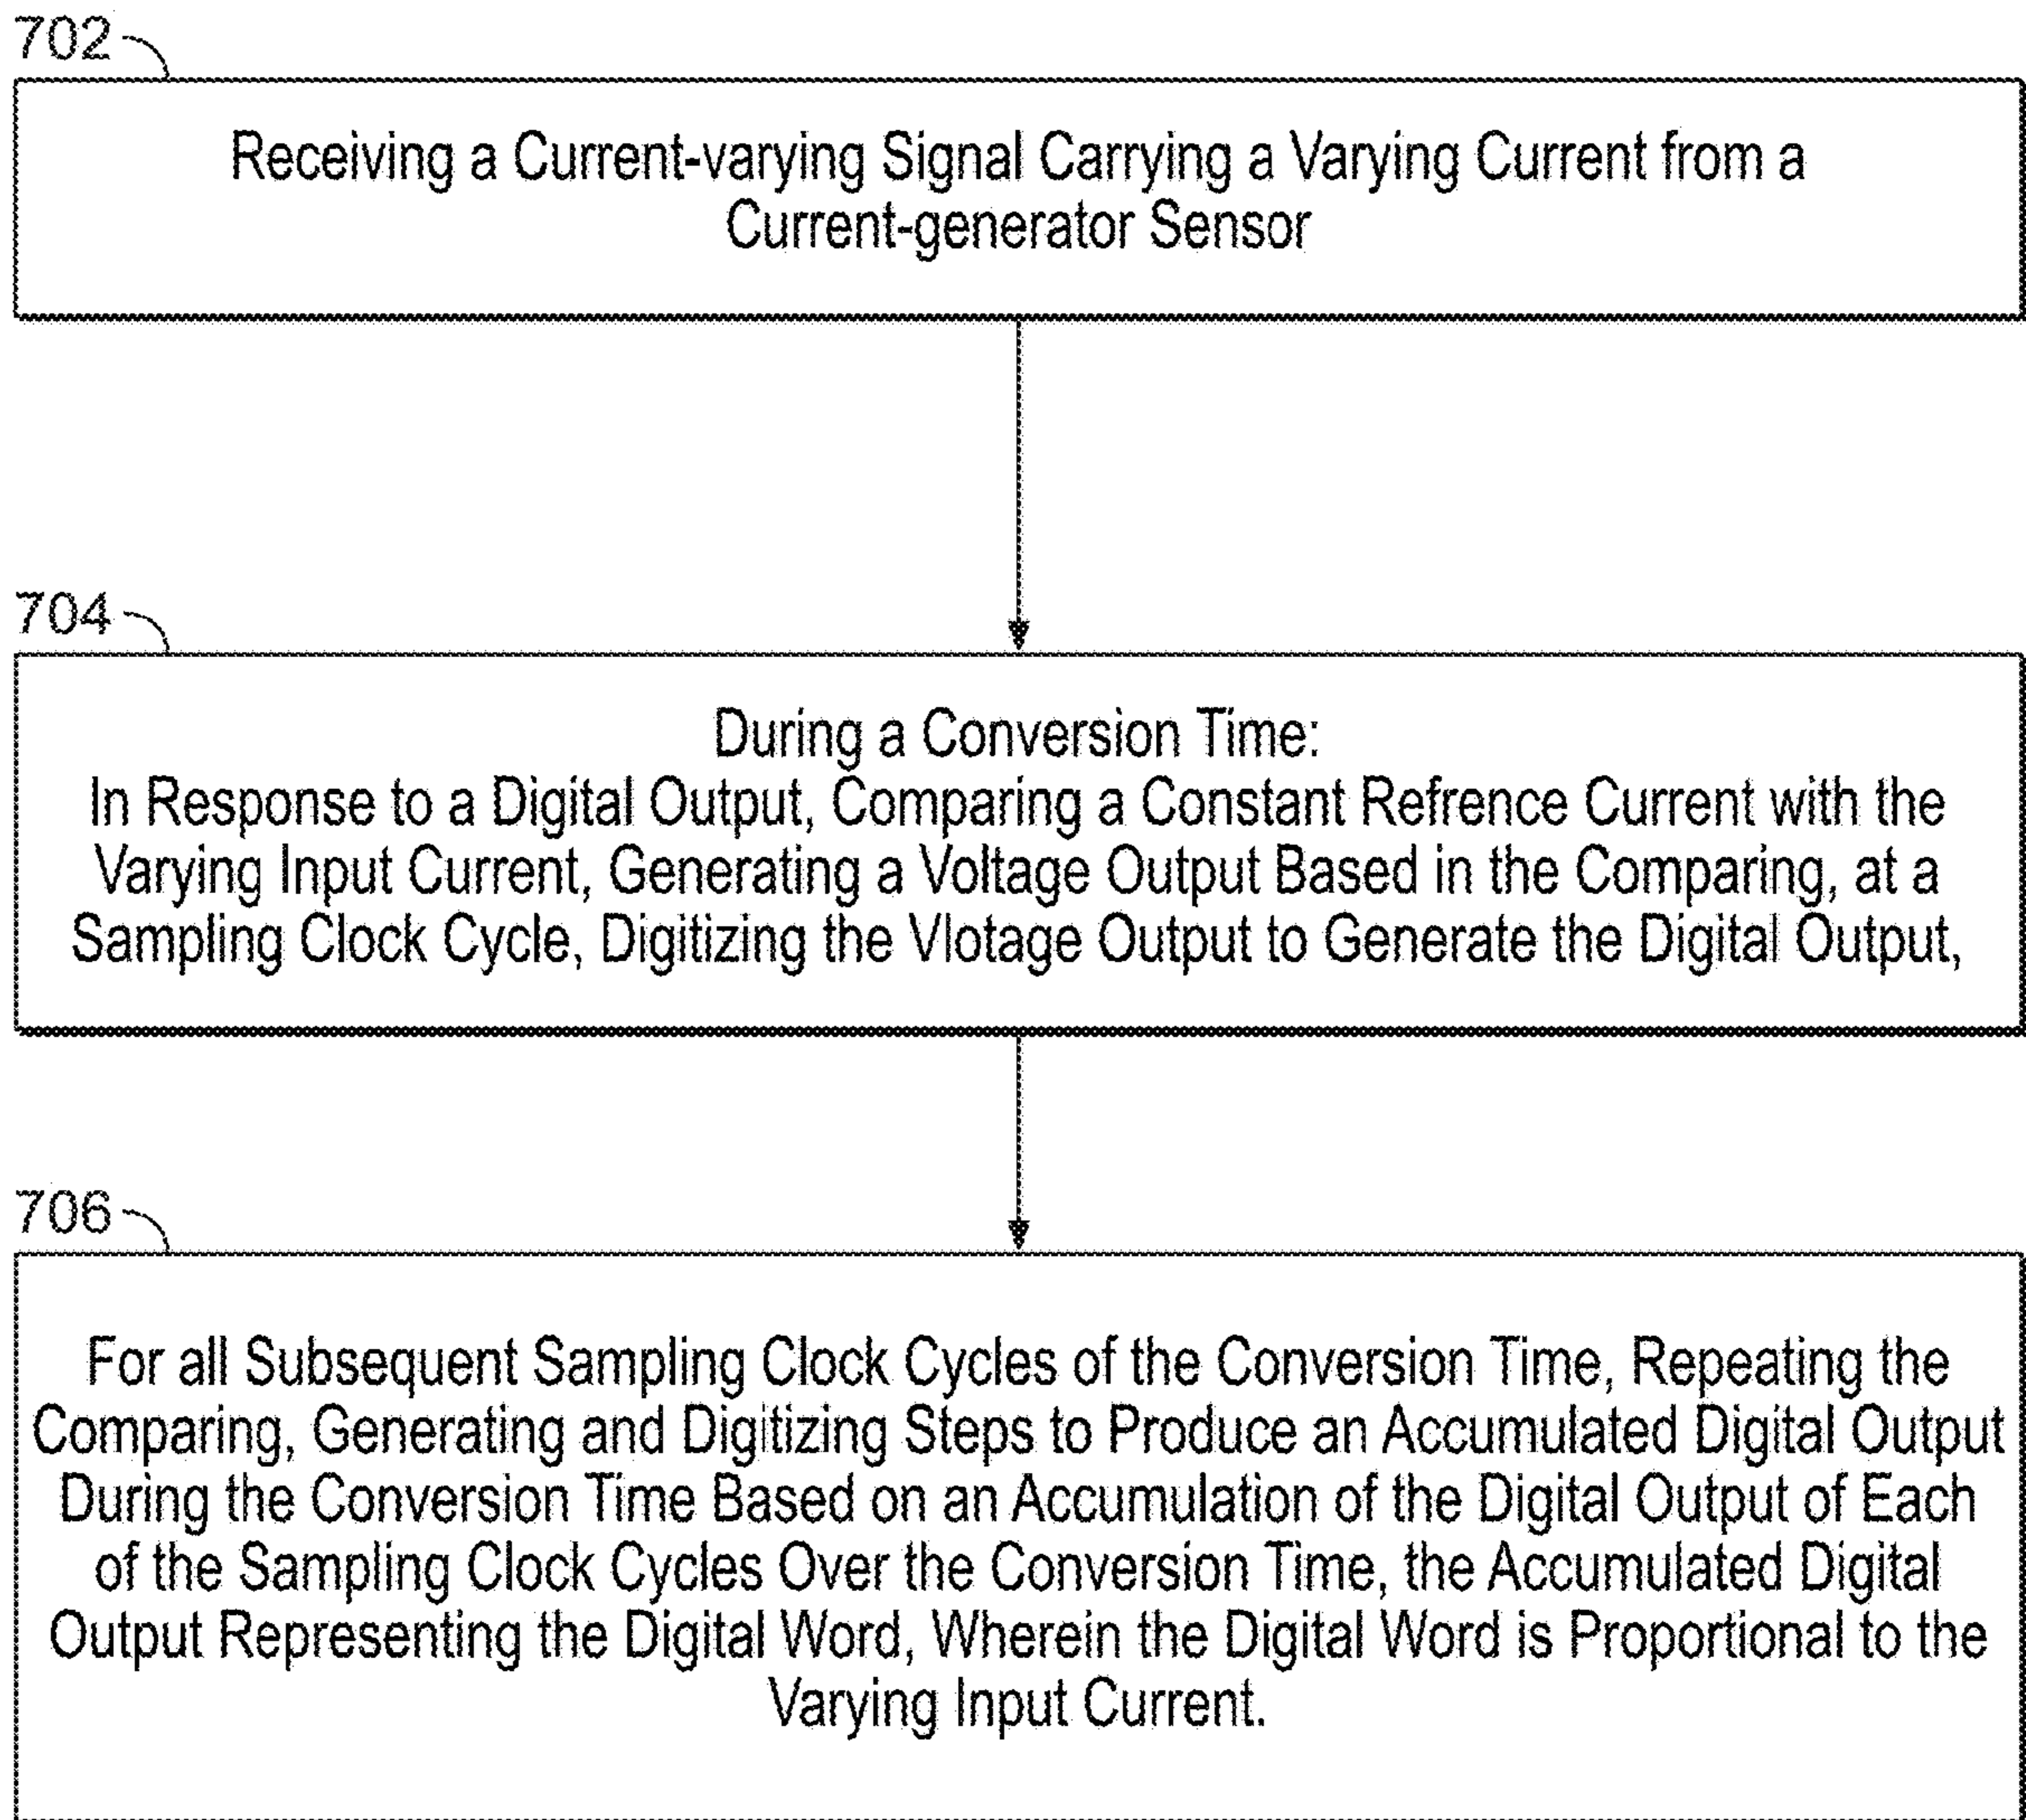 702
Receiving a Current-varying Signal Carrying a Varying Current from a
Current-generator Sensor
704
During a Conversion Time:
In Response to a Digital Output, Comparing a Constant Refrence Current with the
Varying Input Current, Generating a Voltage Output Based in the Comparing, at a
Sampling Clock Cycle, Digitizing the Vlotage Output to Generate the Digital Output,
706
For all Subsequent Sampling Clock Cycles of the Conversion Time, Repeating the
Comparing, Generating and Digitizing Steps to Produce an Accumulated Digital Output
During the Conversion Time Based on an Accumulation of the Digital Output of Each
of the Sampling Clock Cycles Over the Conversion Time, the Accumulated Digital
Output Representing the Digital Word, Wherein the Digital Word is Proportional to the
Varying Input Current.